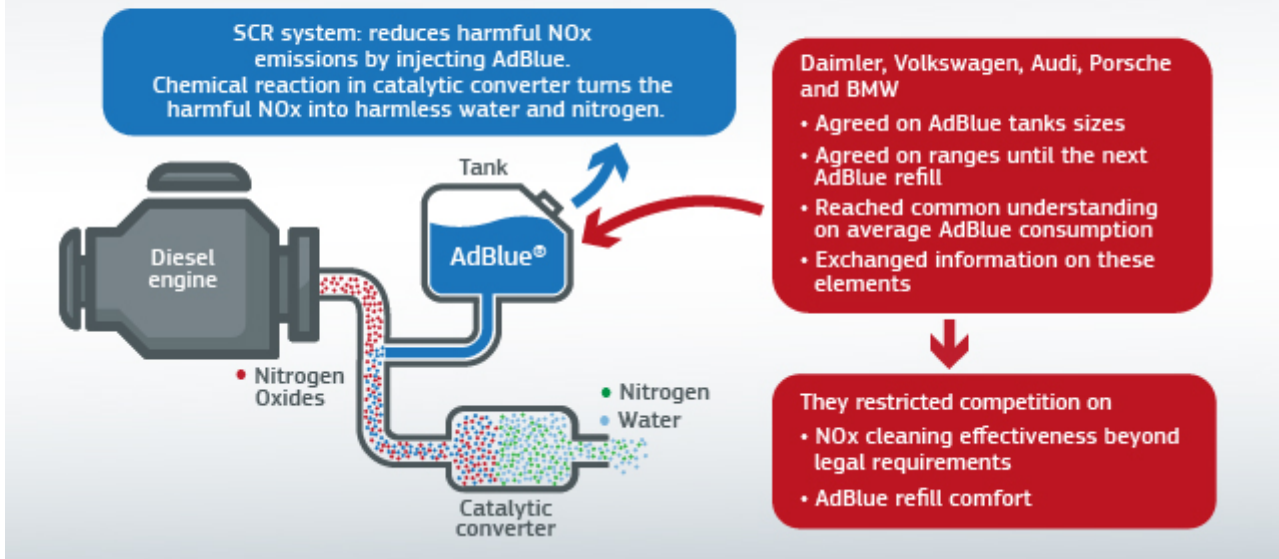 SCR system: reduces harmful NOx
emissions by injecting AdBlue.
Chemical reaction in catalytic converter turns the
harmful NOx into harmless water and nitrogen.
Daimler, Volkswagen, Audi, Porsche
and BMW
• Agreed on AdBlue tanks sizes
• Agreed on ranges until the next
AdBlue refill
• Reached common understanding
on average AdBlue consumption
• Exchanged information on these
elements
Tank
AdBlue®
Diesel
engine
• Nitrogen
Oxides
• Nitrogen
• Water
Catalytic
converter
They restricted competition on
• NOx cleaning effectiveness beyond
legal requirements
• AdBlue refill comfort